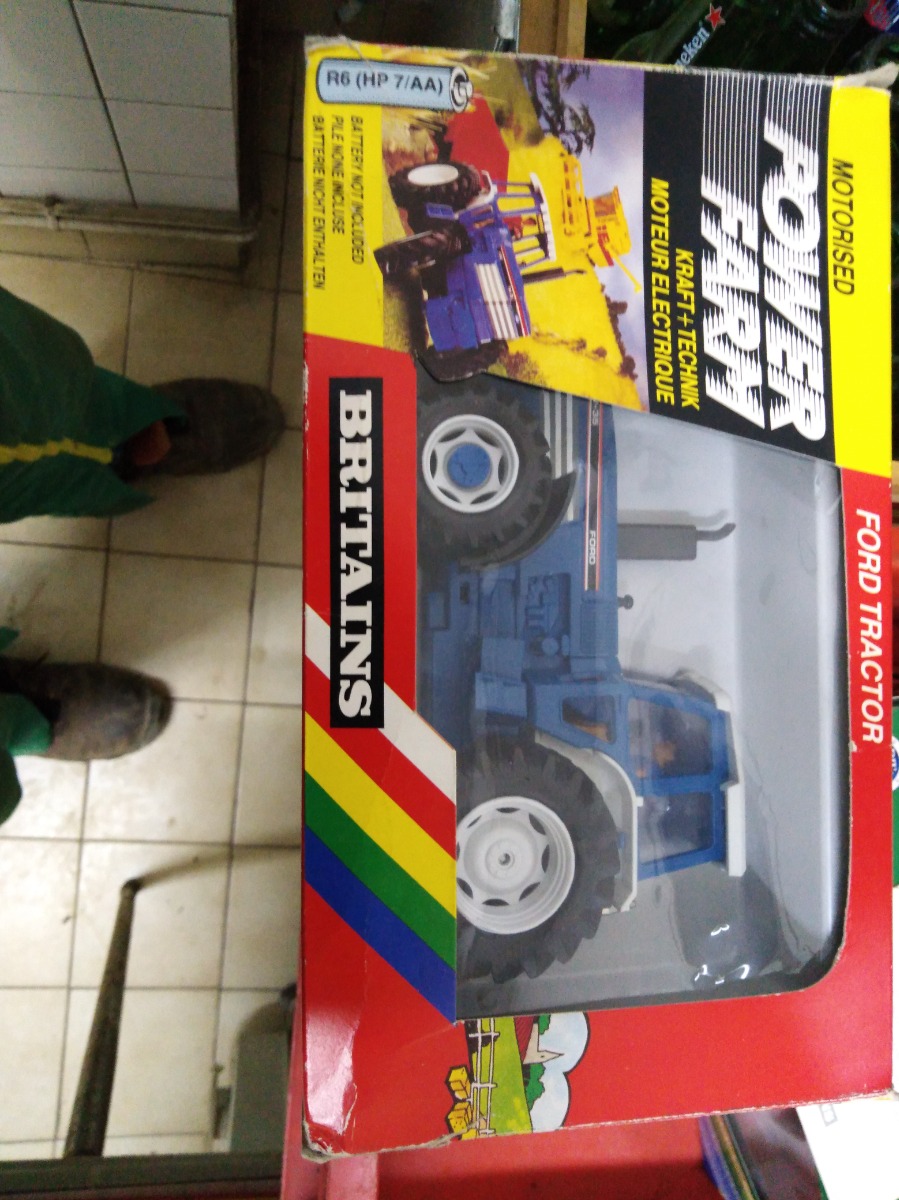 MOTORISED
POWER
FARM
KRAFT + TECHNIK
MOTEUR ELECTRIQUE
R6 (HP 7/AA)
BATTERY NOT INCLUDED
PILE NONE INCLUSE
BATTERIE NICHT ENTHALTEN
FORD TRACTOR
FORD
BRITAINS
eken